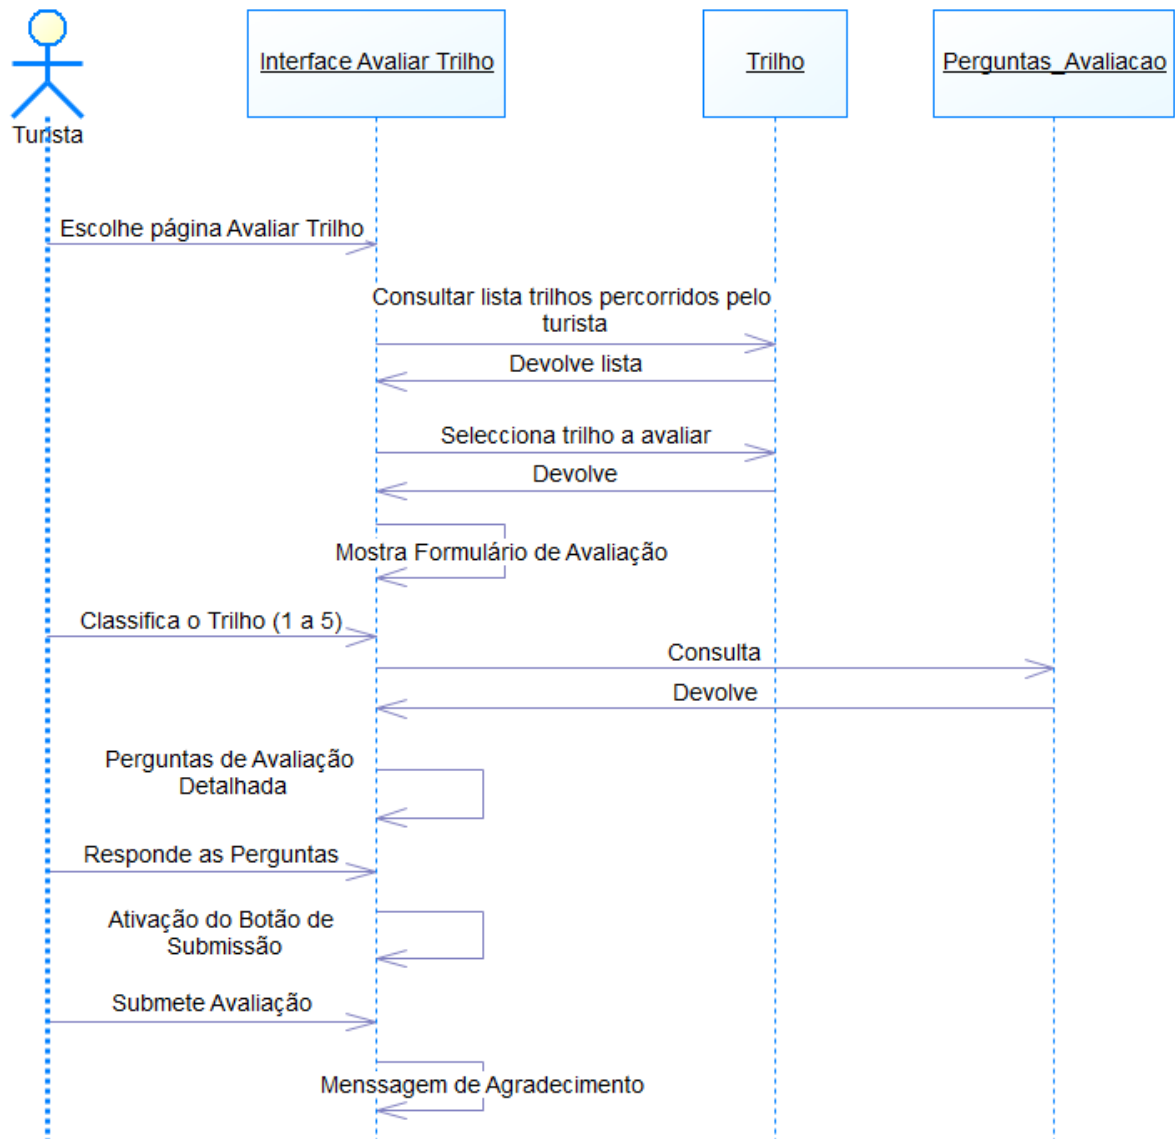 Turista
Interface Avaliar Trilho
Trilho
Perguntas_Avaliacao
Escolhe página Avaliar Trilho
Consultar lista trilhos percorridos pelo
turista
Devolve lista
Selecciona trilho a avaliar
Devolve
Mostra Formulário de Avaliação
Classifica o Trilho (1 a 5)
Consulta
Devolve
Perguntas de Avaliação
Detalhada
Responde as Perguntas
Ativação do Botão de
Submissão
Submete Avaliação
Menssagem de Agradecimento